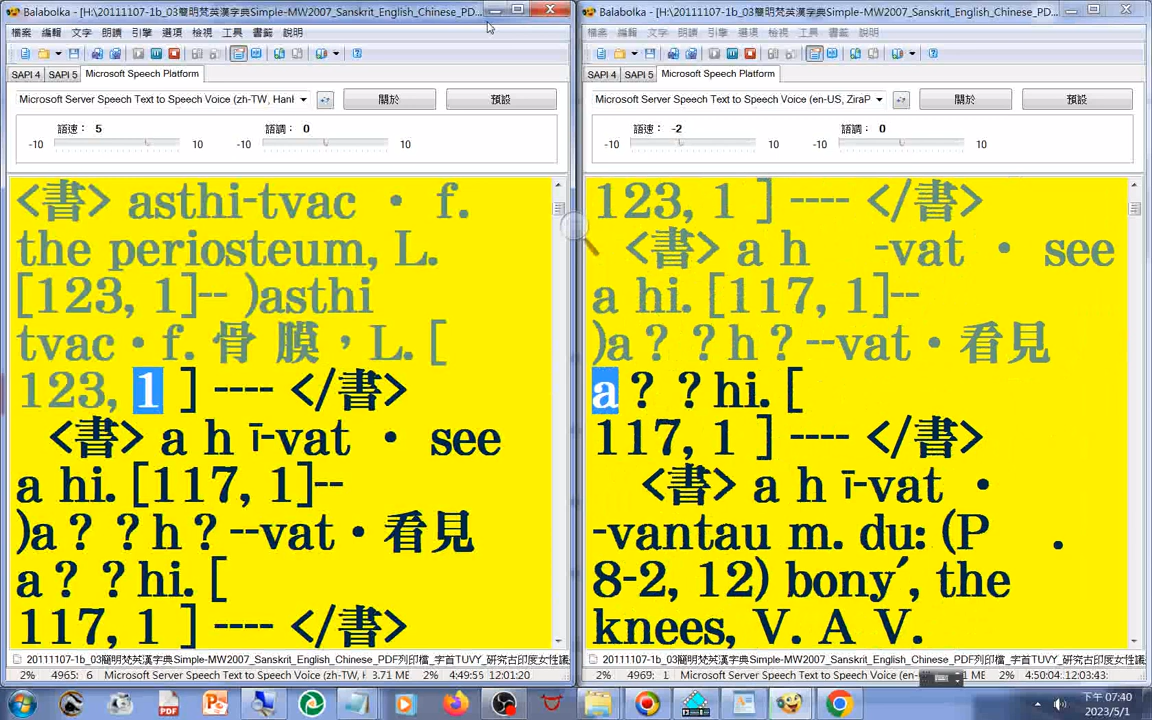 Balabolka - [H:\20111107-1b_03簡明梵英漢字典Simple-MW2007_Sanskrit_English_Chinese_PD...
檔案 編輯 文字 朗讀 引擎 選項 檢視 工具 書籤 說明
SAPI 4 SAPI 5 Microsoft Speech Platform
Microsoft Server Speech Text to Speech Voice (zh-TW, Han 關於 預設
語速： 5 語調： 0
-10 10 -10 10
<書> asthi-tvac • f.
the periosteum, L.
[123, 1]-- )asthi
tvac•f. 骨 膜，L. [
123, 1 ] ---- </書>
<書> a h ī-vat • see
a hi. [117, 1]--
)a？？h？--vat•看見
a？？hi. [
117, 1 ] ---- </書>
20111107-1b_03簡明梵英漢字典Simple-MW2007_Sanskrit_English_Chinese_PDF列印檔_字首TUVY_研究古印度女性議
2% 4965: 6 Microsoft Server Speech Text to Speech Voice (zh-TW, H 3.71 ME 2% 4:49:55 12:01:20
Balabolka - [H:\20111107-1b_03簡明梵英漢字典Simple-MW2007_Sanskrit_English_Chinese_PD...
檔案 編輯 文字 朗讀 引擎 選項 檢視 工具 書籤 說明
SAPI 4 SAPI 5 Microsoft Speech Platform
Microsoft Server Speech Text to Speech Voice (en-US, ZiraP 關於 預設
語速： -2 語調： 0
-10 10 -10 10
123, 1 ] ---- </書>
<書> a h -vat • see
a hi. [117, 1]--
)a？？h？--vat•看見
a？？hi. [
117, 1 ] ---- </書>
<書> a h ī-vat •
-vantau m. du: (P .
8-2, 12) bony′, the
knees, V. A V.
20111107-1b_03簡明梵英漢字典Simple-MW2007_Sanskrit_English_Chinese_PDF列印檔_字首TUVY_研究古印度女性議
2% 4969: 1 Microsoft Server Speech Text to Speech Voice (en-US, Z 2% 4:50:04 12:03:43
下午 07:40
2023/5/1